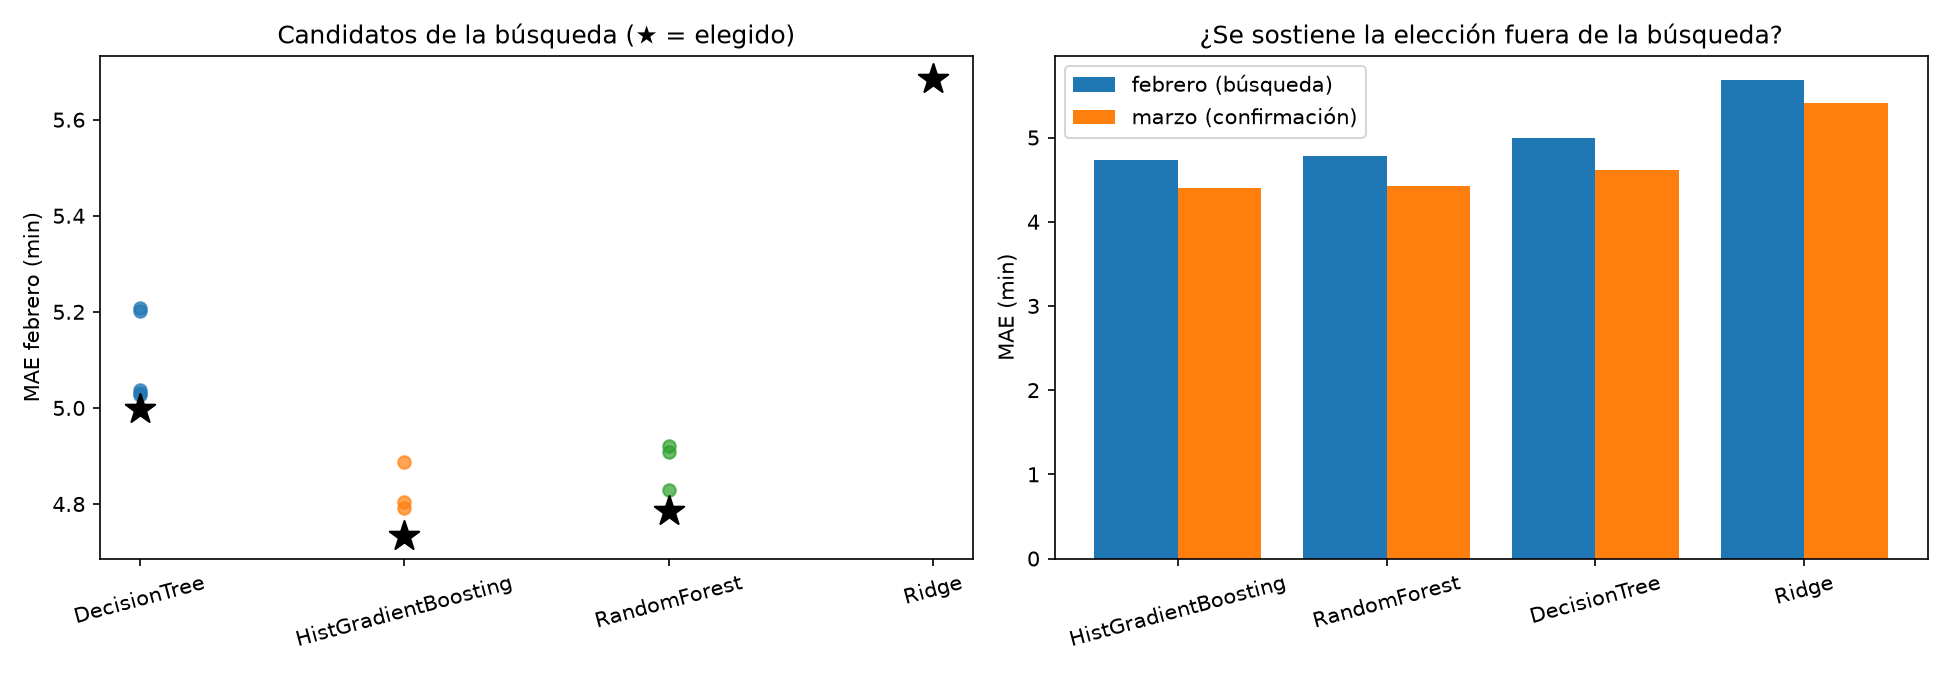 Candidatos de la búsqueda (★ = elegido)
MAE febrero (min)
5.6
5.4
5.2
5.0
4.8
DecisionTree
HistGradientBoosting
RandomForest
Ridge
¿Se sostiene la elección fuera de la búsqueda?
febrero (búsqueda)
marzo (confirmación)
MAE (min)
5
4
3
2
1
0
HistGradientBoosting
RandomForest
DecisionTree
Ridge